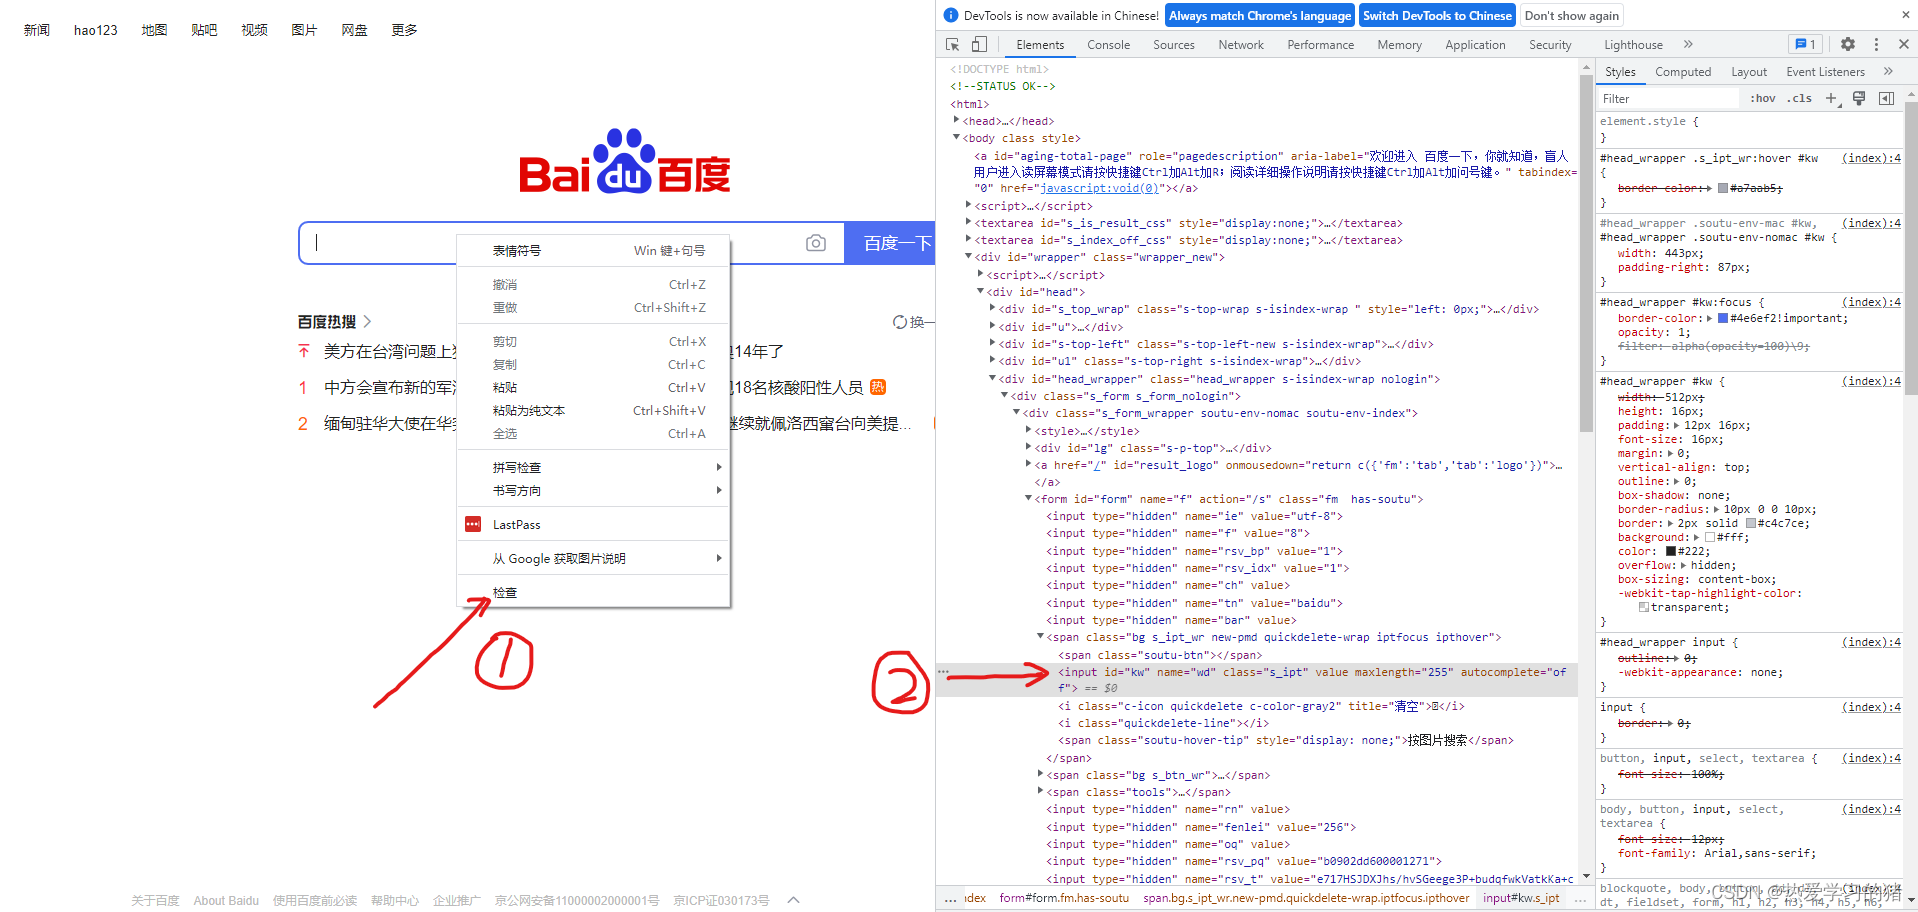 新闻 hao123 地图 贴吧 视频 图片 网盘 更多
Bai du 百度
百度一下
表情符号 Win 键+句号
撤消 Ctrl+Z
重做 Ctrl+Shift+Z
剪切 Ctrl+X
复制 Ctrl+C
粘贴 Ctrl+V
粘贴为纯文本 Ctrl+Shift+V
全选 Ctrl+A
拼写检查
书写方向
LastPass
从 Google 获取图片说明
检查
①
②
百度热搜
换一
美方在台湾问题上 14年了
1 中方会宣布新的军 18名核酸阳性人员 热
2 缅甸驻华大使在华 继续就佩洛西窜台向美提...
关于百度 About Baidu 使用百度前必读 帮助中心 企业推广 京公网安备11000002000001号 京ICP证030173号
DevTools is now available in Chinese! Always match Chrome's language Switch DevTools to Chinese Don't show again
Elements Console Sources Network Performance Memory Application Security Lighthouse » 1
<!DOCTYPE html>
<!--STATUS OK-->
<html>
<head>…</head>
<body class style>
<a id="aging-total-page" role="pagedescription" aria-label="欢迎进入 百度一下，你就知道，盲人
用户进入读屏幕模式请按快捷键Ctrl加Alt加R；阅读详细操作说明请按快捷键Ctrl加Alt加问号键。" tabindex=
"0" href="javascript:void(0)"></a>
<script>…</script>
<textarea id="s_is_result_css" style="display:none;">…</textarea>
<textarea id="s_index_off_css" style="display:none;">…</textarea>
<div id="wrapper" class="wrapper_new">
<script>…</script>
<div id="head">
<div id="s_top_wrap" class="s-top-wrap s-isindex-wrap " style="left: 0px;">…</div>
<div id="u">…</div>
<div id="s-top-left" class="s-top-left-new s-isindex-wrap">…</div>
<div id="u1" class="s-top-right s-isindex-wrap">…</div>
<div id="head_wrapper" class="head_wrapper s-isindex-wrap nologin">
<div class="s_form s_form_nologin">
<div class="s_form_wrapper soutu-env-nomac soutu-env-index">
<style>…</style>
<div id="lg" class="s-p-top">…</div>
<a href="/" id="result_logo" onmousedown="return c({'fm':'tab','tab':'logo'})">…
</a>
<form id="form" name="f" action="/s" class="fm  has-soutu">
<input type="hidden" name="ie" value="utf-8">
<input type="hidden" name="f" value="8">
<input type="hidden" name="rsv_bp" value="1">
<input type="hidden" name="rsv_idx" value="1">
<input type="hidden" name="ch" value>
<input type="hidden" name="tn" value="baidu">
<input type="hidden" name="bar" value>
<span class="bg s_ipt_wr new-pmd quickdelete-wrap iptfocus ipthover">
<span class="soutu-btn"></span>
<input id="kw" name="wd" class="s_ipt" value maxlength="255" autocomplete="of
f"> == $0
<i class="c-icon quickdelete c-color-gray2" title="清空"></i>
<i class="quickdelete-line"></i>
<span class="soutu-hover-tip" style="display: none;">按图片搜索</span>
</span>
<span class="bg s_btn_wr">…</span>
<span class="tools">…</span>
<input type="hidden" name="rn" value>
<input type="hidden" name="fenlei" value="256">
<input type="hidden" name="oq" value>
<input type="hidden" name="rsv_pq" value="b0902dd600001271">
<input type="hidden" name="rsv_t" value="e717HSJDXJhs/hvSGeege3P+budqfwkVatkKa+c
... ndex form#form.fm.has-soutu span.bg.s_ipt_wr.new-pmd.quickdelete-wrap.iptfocus.ipthover input#kw.s_ipt ...
Styles Computed Layout Event Listeners »
Filter :hov .cls +
element.style {
}
#head_wrapper .s_ipt_wr:hover #kw (index):4
{
border-color: #a7aab5;
}
#head_wrapper .soutu-env-mac #kw, (index):4
#head_wrapper .soutu-env-nomac #kw {
width: 443px;
padding-right: 87px;
}
#head_wrapper #kw:focus { (index):4
border-color: #4e6ef2!important;
opacity: 1;
filter: alpha(opacity=100)\9;
}
#head_wrapper #kw { (index):4
width: 512px;
height: 16px;
padding: 12px 16px;
font-size: 16px;
margin: 0;
vertical-align: top;
outline: 0;
box-shadow: none;
border-radius: 10px 0 0 10px;
border: 2px solid #c4c7ce;
background: #fff;
color: #222;
overflow: hidden;
box-sizing: content-box;
-webkit-tap-highlight-color:
transparent;
}
#head_wrapper input { (index):4
outline: 0;
-webkit-appearance: none;
}
input { (index):4
border: 0;
}
button, input, select, textarea { (index):4
font-size: 100%;
}
body, button, input, select, (index):4
textarea {
font-size: 12px;
font-family: Arial,sans-serif;
}
blockquote, body, button, dd, dl, (index):4
dt, fieldset, form, h1, h2, h3, h4, h5, h6,
CSDN @热爱学习的猪